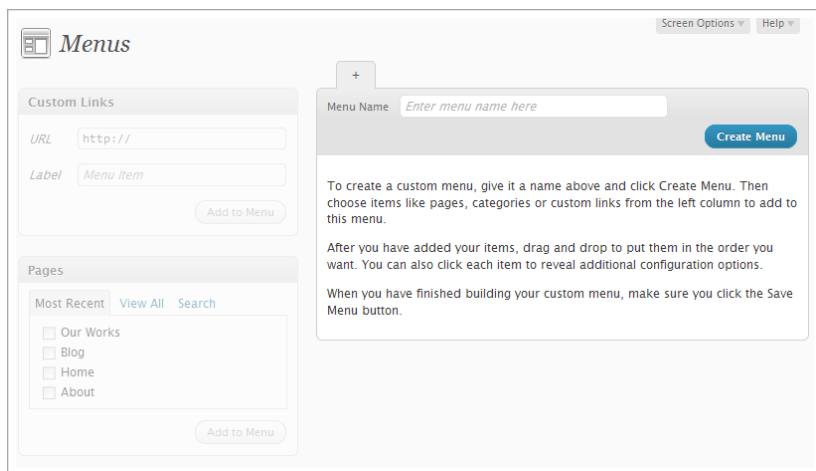 Screen Options
Help
Menus
+
Custom Links
URL http://
Label Menu Item
Add to Menu
Pages
Most Recent View All Search
Our Works
Blog
Home
About
Add to Menu
Menu Name Enter menu name here
Create Menu
To create a custom menu, give it a name above and click Create Menu. Then
choose items like pages, categories or custom links from the left column to add to
this menu.
After you have added your items, drag and drop to put them in the order you
want. You can also click each item to reveal additional configuration options.
When you have finished building your custom menu, make sure you click the Save
Menu button.